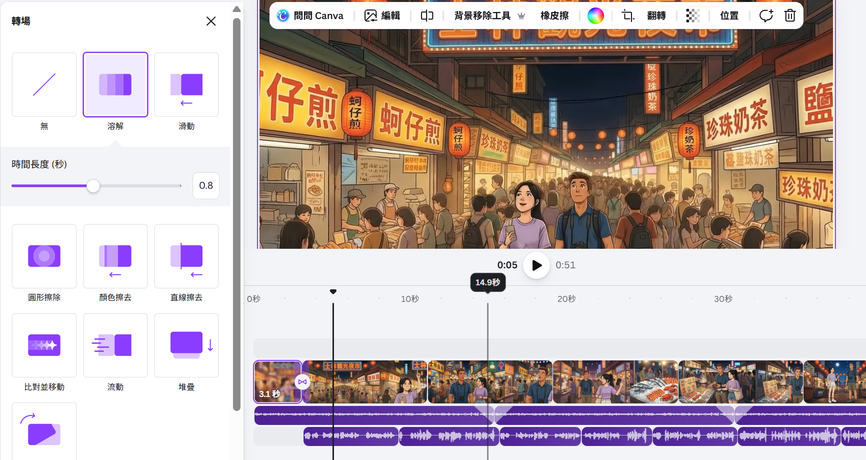 轉場
問問 Canva
編輯
背景移除工具
橡皮擦
翻轉
位置
無
溶解
滑動
時間長度 (秒)
0.8
圓形擦除
顏色擦去
直線擦去
比對並移動
流動
堆疊
蚵仔煎
蚵仔煎
蚵仔煎
蚵仔煎
珍珠奶茶
珍珠奶茶
珍珠奶茶
珍珠奶茶
鹽
0:05
0:51
14.9秒
0秒
10秒
20秒
30秒
3.1 秒